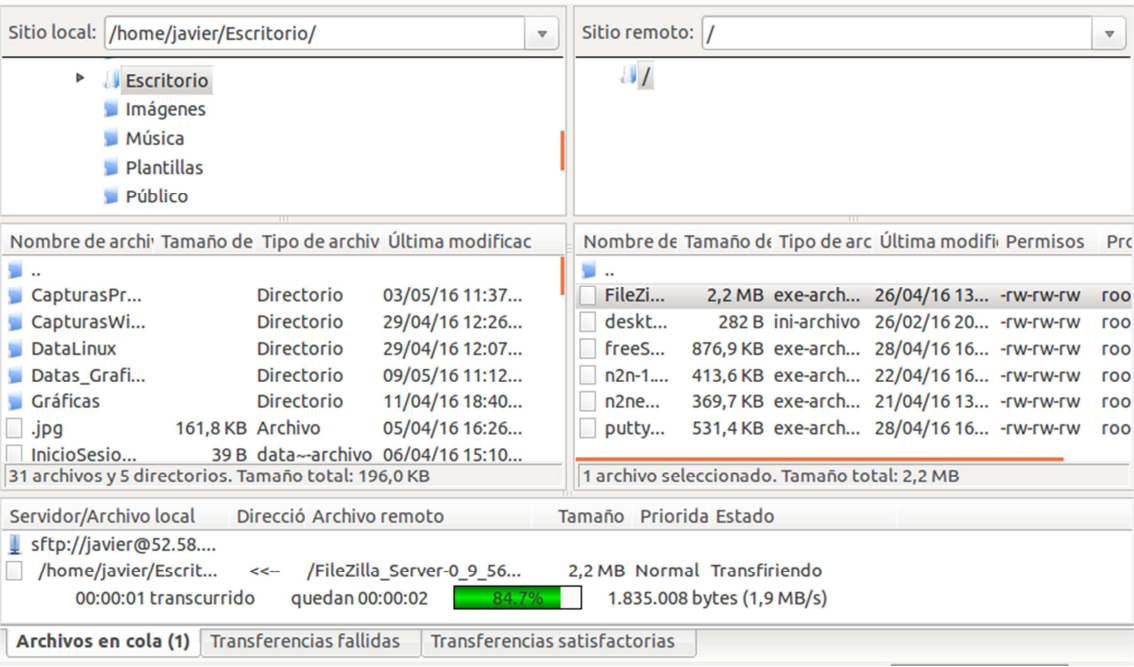 Sitio local: /home/javier/Escritorio/
Escritorio
Imágenes
Música
Plantillas
Público
Nombre de archi Tamaño de Tipo de archiv Última modificac
..
CapturasPr... Directorio 03/05/16 11:37...
CapturasWi... Directorio 29/04/16 12:26...
DataLinux Directorio 29/04/16 12:07...
Datas_Grafi... Directorio 09/05/16 11:12...
Gráficas Directorio 11/04/16 18:40...
.jpg 161,8 KB Archivo 05/04/16 16:26...
InicioSesio... 39 B data~-archivo 06/04/16 15:10...
31 archivos y 5 directorios. Tamaño total: 196,0 KB
Sitio remoto: /
/
Nombre de Tamaño de Tipo de arc Última modifi Permisos Prc
..
FileZi... 2,2 MB exe-arch... 26/04/16 13... -rw-rw-rw roo
deskt... 282 B ini-archivo 26/02/16 20... -rw-rw-rw roo
freeS... 876,9 KB exe-arch... 28/04/16 16... -rw-rw-rw roo
n2n-1.... 413,6 KB exe-arch... 22/04/16 16... -rw-rw-rw roo
n2ne... 369,7 KB exe-arch... 21/04/16 13... -rw-rw-rw roo
putty... 531,4 KB exe-arch... 28/04/16 16... -rw-rw-rw roo
1 archivo seleccionado. Tamaño total: 2,2 MB
Servidor/Archivo local Direcció Archivo remoto Tamaño Priorida Estado
sftp://javier@52.58....
/home/javier/Escrit... <<-- /FileZilla_Server-0_9_56... 2,2 MB Normal Transfiriendo
00:00:01 transcurrido quedan 00:00:02 84.7% 1.835.008 bytes (1,9 MB/s)
Archivos en cola (1) Transferencias fallidas Transferencias satisfactorias